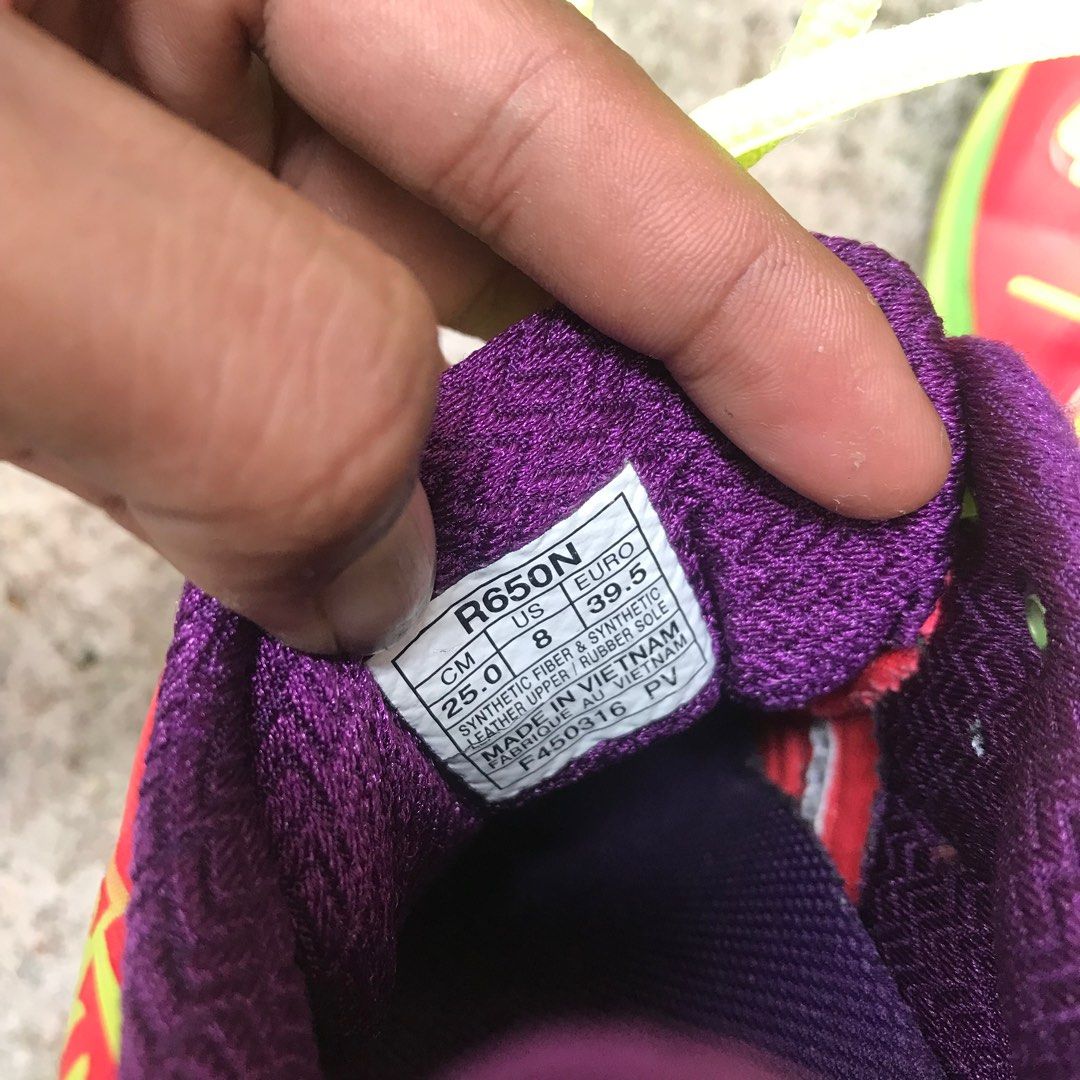 R650N
CM US EURO
25.0 8 39.5
SYNTHETIC FIBER & SYNTHETIC
LEATHER UPPER / RUBBER SOLE
MADE IN VIETNAM
FABRIQUE AU VIETNAM
F450316 PV